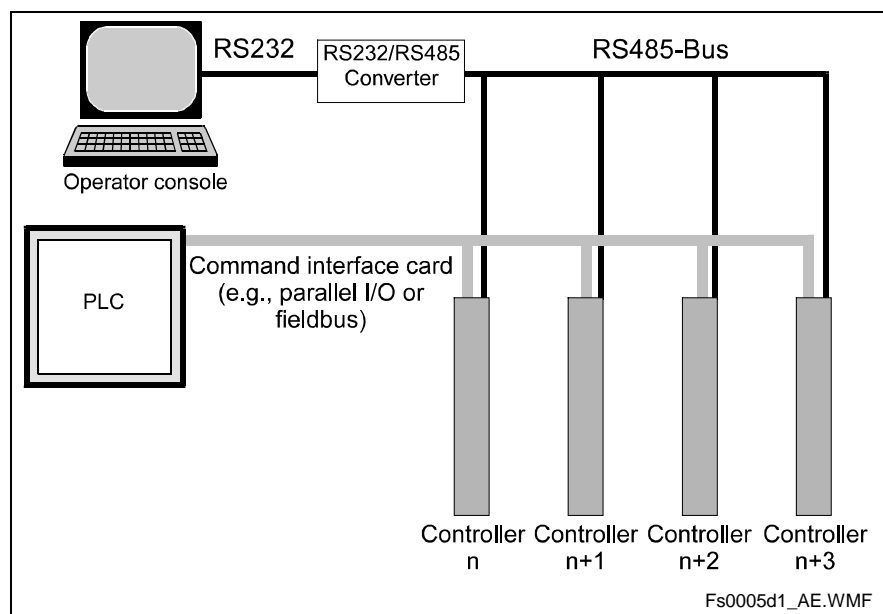 RS232
RS232/RS485
Converter
RS485-Bus
Operator console
PLC
Command interface card
(e.g., parallel I/O or
fieldbus)
Controller
n
Controller
n+1
Controller
n+2
Controller
n+3
Fs0005d1_AE.WMF